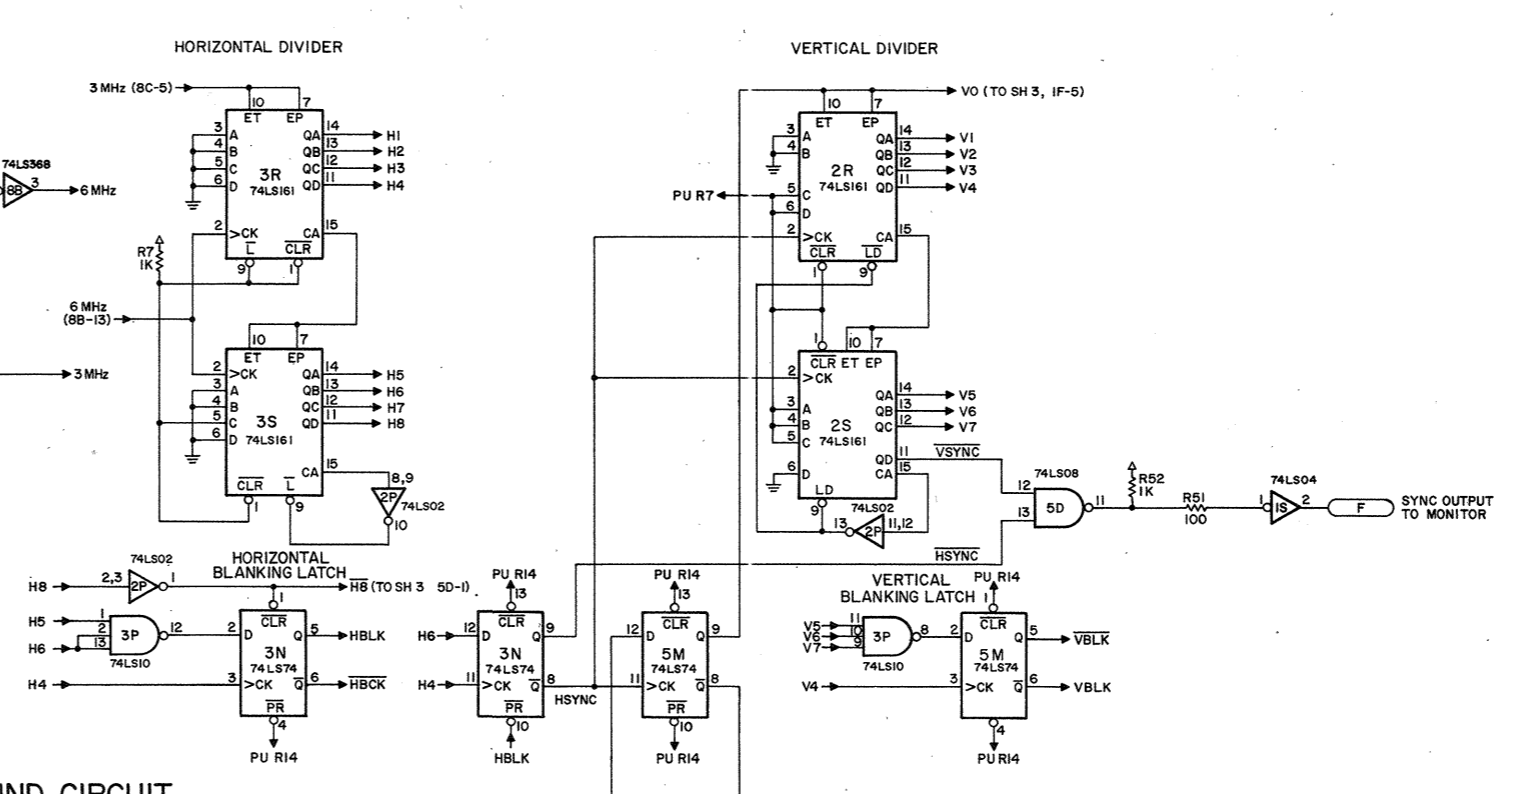 HORIZONTAL DIVIDER
VERTICAL DIVIDER
3 MHz (8C-5)
10 7
ET EP
3 A QA 14 H1
4 B QB 13 H2
5 C QC 12 H3
6 D QD 11 H4
3R
74LS161
2 >CK CA 15
L CLR
9 1
74LS368
8B 3 6 MHz
R7
1K
6 MHz
(8B-13)
3 MHz
10 7
ET EP
2 >CK QA 14 H5
3 A QB 13 H6
4 B QC 12 H7
5 C QD 11 H8
6 D
3S
74LS161
CA 15
CLR L
1 9
8,9
2P 74LS02
10
VO (TO SH 3, 1F-5)
10 7
ET EP
3 A QA 14 V1
4 B QB 13 V2
QC 12 V3
QD 11 V4
2R
74LS161
PU R7 5 C
6 D
2 >CK CA 15
CLR LD
1 9
1 10 7
CLR ET EP
2 >CK
QA 14 V5
3 A QB 13 V6
4 B QC 12 V7
5 C
2S
74LS161
QD 11 VSYNC
6 D CA 15
LD
9
74LS02
13 2P 11,12
HSYNC
74LS08
12
13 5D 11
R52
1K
R51
100
74LS04
1 1S 2
F
SYNC OUTPUT
TO MONITOR
HORIZONTAL
BLANKING LATCH
74LS02
H8 2,3 2P 1 H8 (TO SH 3 5D-1)
H5 1
2
H6 13
3P 12
74LS10
1
CLR
2 D Q 5 HBLK
3N
74LS74
H4 3 >CK Q 6 HBCK
PR
4
PU R14
PU R14
13
CLR
H6 12 D Q 9
3N
74LS74
H4 11 >CK Q 8
HSYNC
PR
10
HBLK
PU R14
13
CLR
12 D Q 9
5M
74LS74
11 >CK Q 8
PR
10
PU R14
VERTICAL
BLANKING LATCH
PU R14
1
V5 11
V6 10
V7 9
3P 8
74LS10
CLR
2 D Q 5 VBLK
5M
74LS74
V4 3 >CK Q 6 VBLK
4
PU R14
CIRCUIT